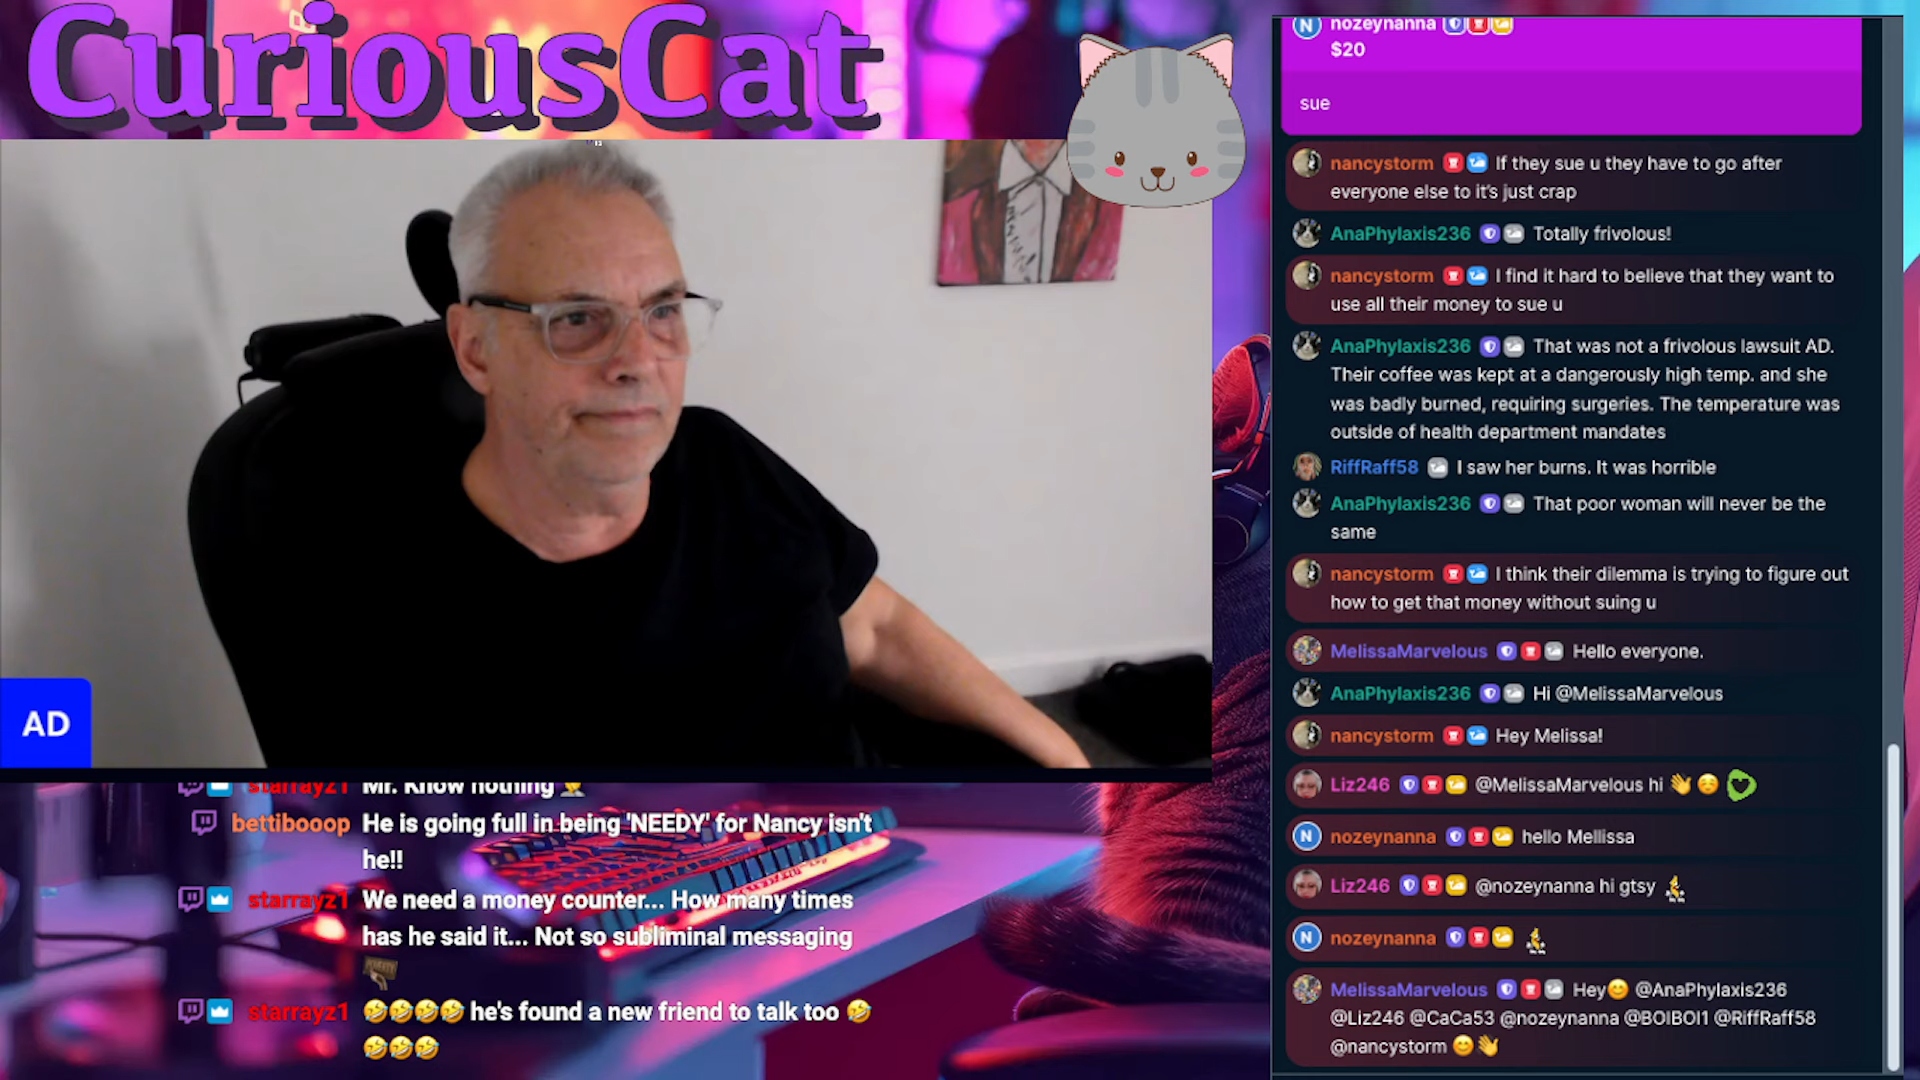 CuriousCat
AD
starrayz1 Mr. Know nothing
bettibooop He is going full in being 'NEEDY' for Nancy isn't
he!!
starrayz1 We need a money counter... How many times
has he said it... Not so subliminal messaging
starrayz1 🤣🤣🤣🤣 he's found a new friend to talk too 🤣
🤣🤣🤣
N nozeynanna
$20
sue
nancystorm If they sue u they have to go after
everyone else to it's just crap
AnaPhylaxis236 Totally frivolous!
nancystorm I find it hard to believe that they want to
use all their money to sue u
AnaPhylaxis236 That was not a frivolous lawsuit AD.
Their coffee was kept at a dangerously high temp. and she
was badly burned, requiring surgeries. The temperature was
outside of health department mandates
RiffRaff58 I saw her burns. It was horrible
AnaPhylaxis236 That poor woman will never be the
same
nancystorm I think their dilemma is trying to figure out
how to get that money without suing u
MelissaMarvelous Hello everyone.
AnaPhylaxis236 Hi @MelissaMarvelous
nancystorm Hey Melissa!
Liz246 @MelissaMarvelous hi 👋 ☺️
N nozeynanna hello Mellissa
Liz246 @nozeynanna hi gtsy
N nozeynanna
MelissaMarvelous Hey😊 @AnaPhylaxis236
@Liz246 @CaCa53 @nozeynanna @BOIBOI1 @RiffRaff58
@nancystorm 😊👋